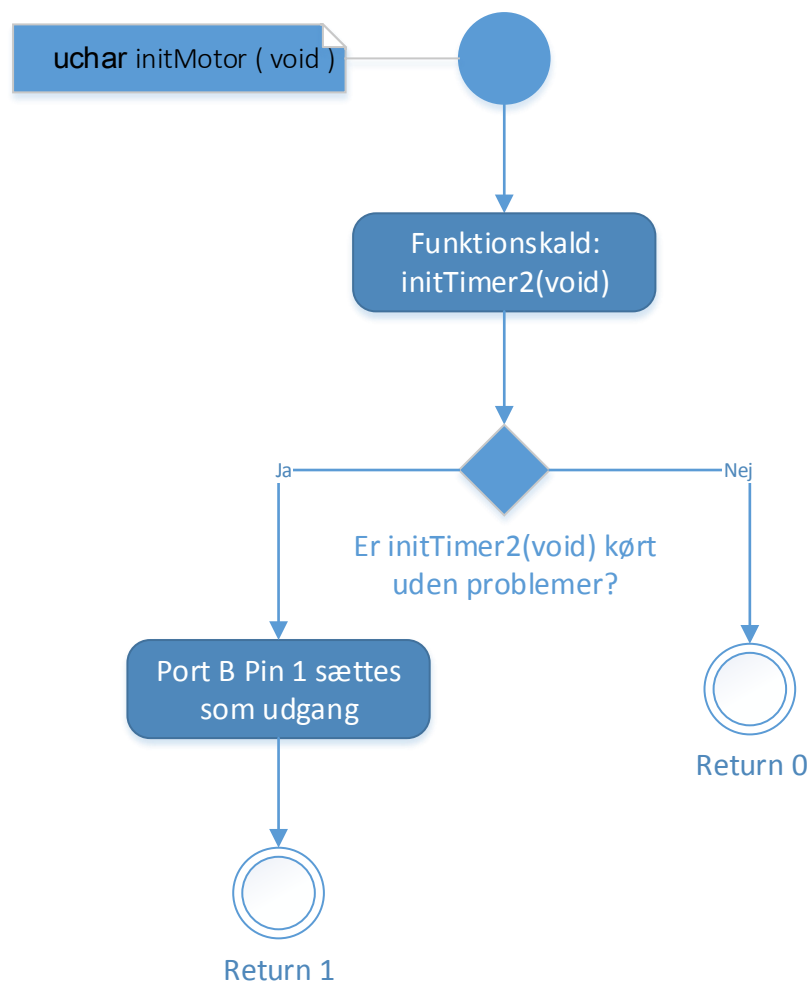 uchar initMotor ( void )
Funktionskald:
initTimer2(void)
Ja
Nej
Er initTimer2(void) kørt
uden problemer?
Port B Pin 1 sættes
som udgang
Return 0
Return 1